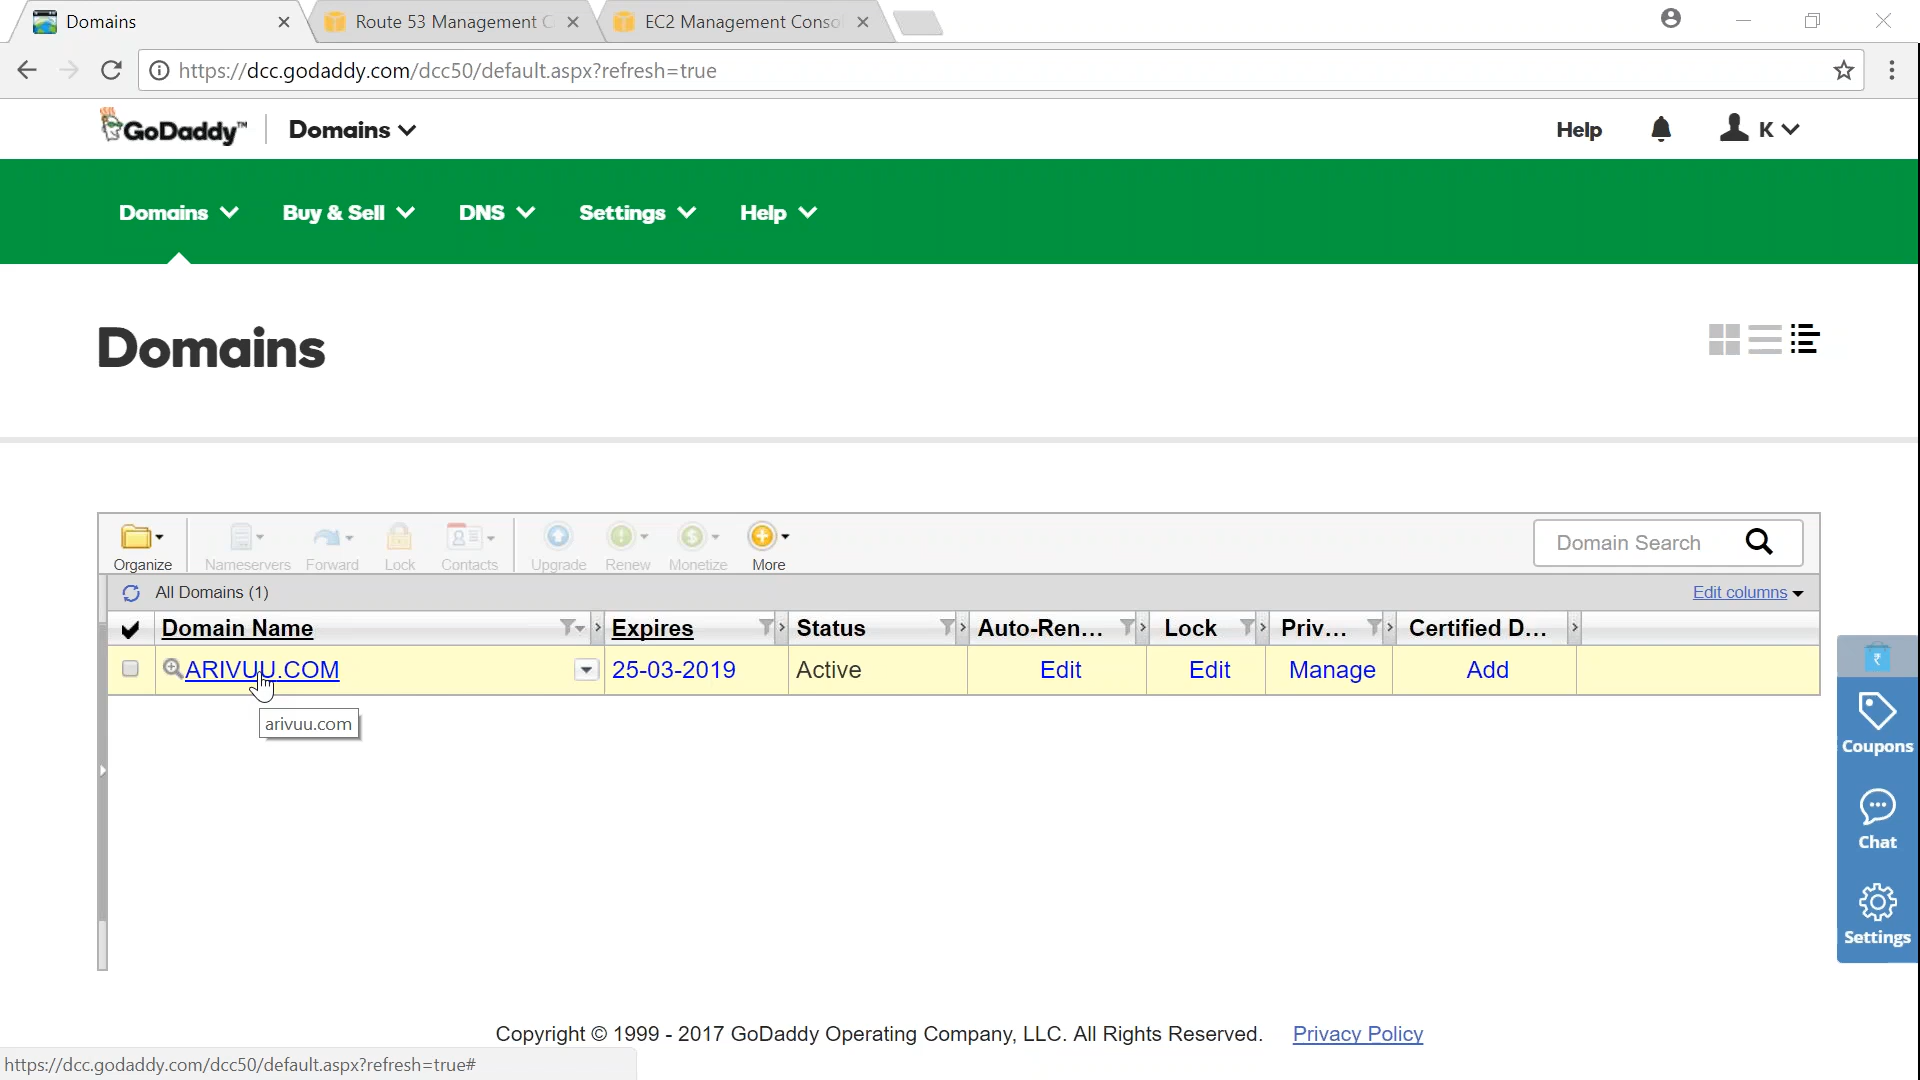 Domains
Route 53 Management C
EC2 Management Consol
https://dcc.godaddy.com/dcc50/default.aspx?refresh=true
GoDaddy™ Domains Help K
Domains Buy & Sell DNS Settings Help
Domains
Organize Nameservers Forward Lock Contacts Upgrade Renew Monetize More Domain Search
All Domains (1) Edit columns
Domain Name Expires Status Auto-Ren... Lock Priv... Certified D...
ARIVUU.COM 25-03-2019 Active Edit Edit Manage Add
arivuu.com
₹
Coupons
Chat
Settings
Copyright © 1999 - 2017 GoDaddy Operating Company, LLC. All Rights Reserved. Privacy Policy
https://dcc.godaddy.com/dcc50/default.aspx?refresh=true#